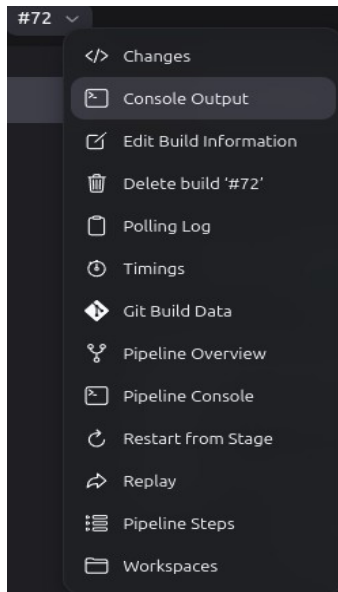 #72
Changes
Console Output
Edit Build Information
Delete build ‘#72’
Polling Log
Timings
Git Build Data
Pipeline Overview
Pipeline Console
Restart from Stage
Replay
Pipeline Steps
Workspaces